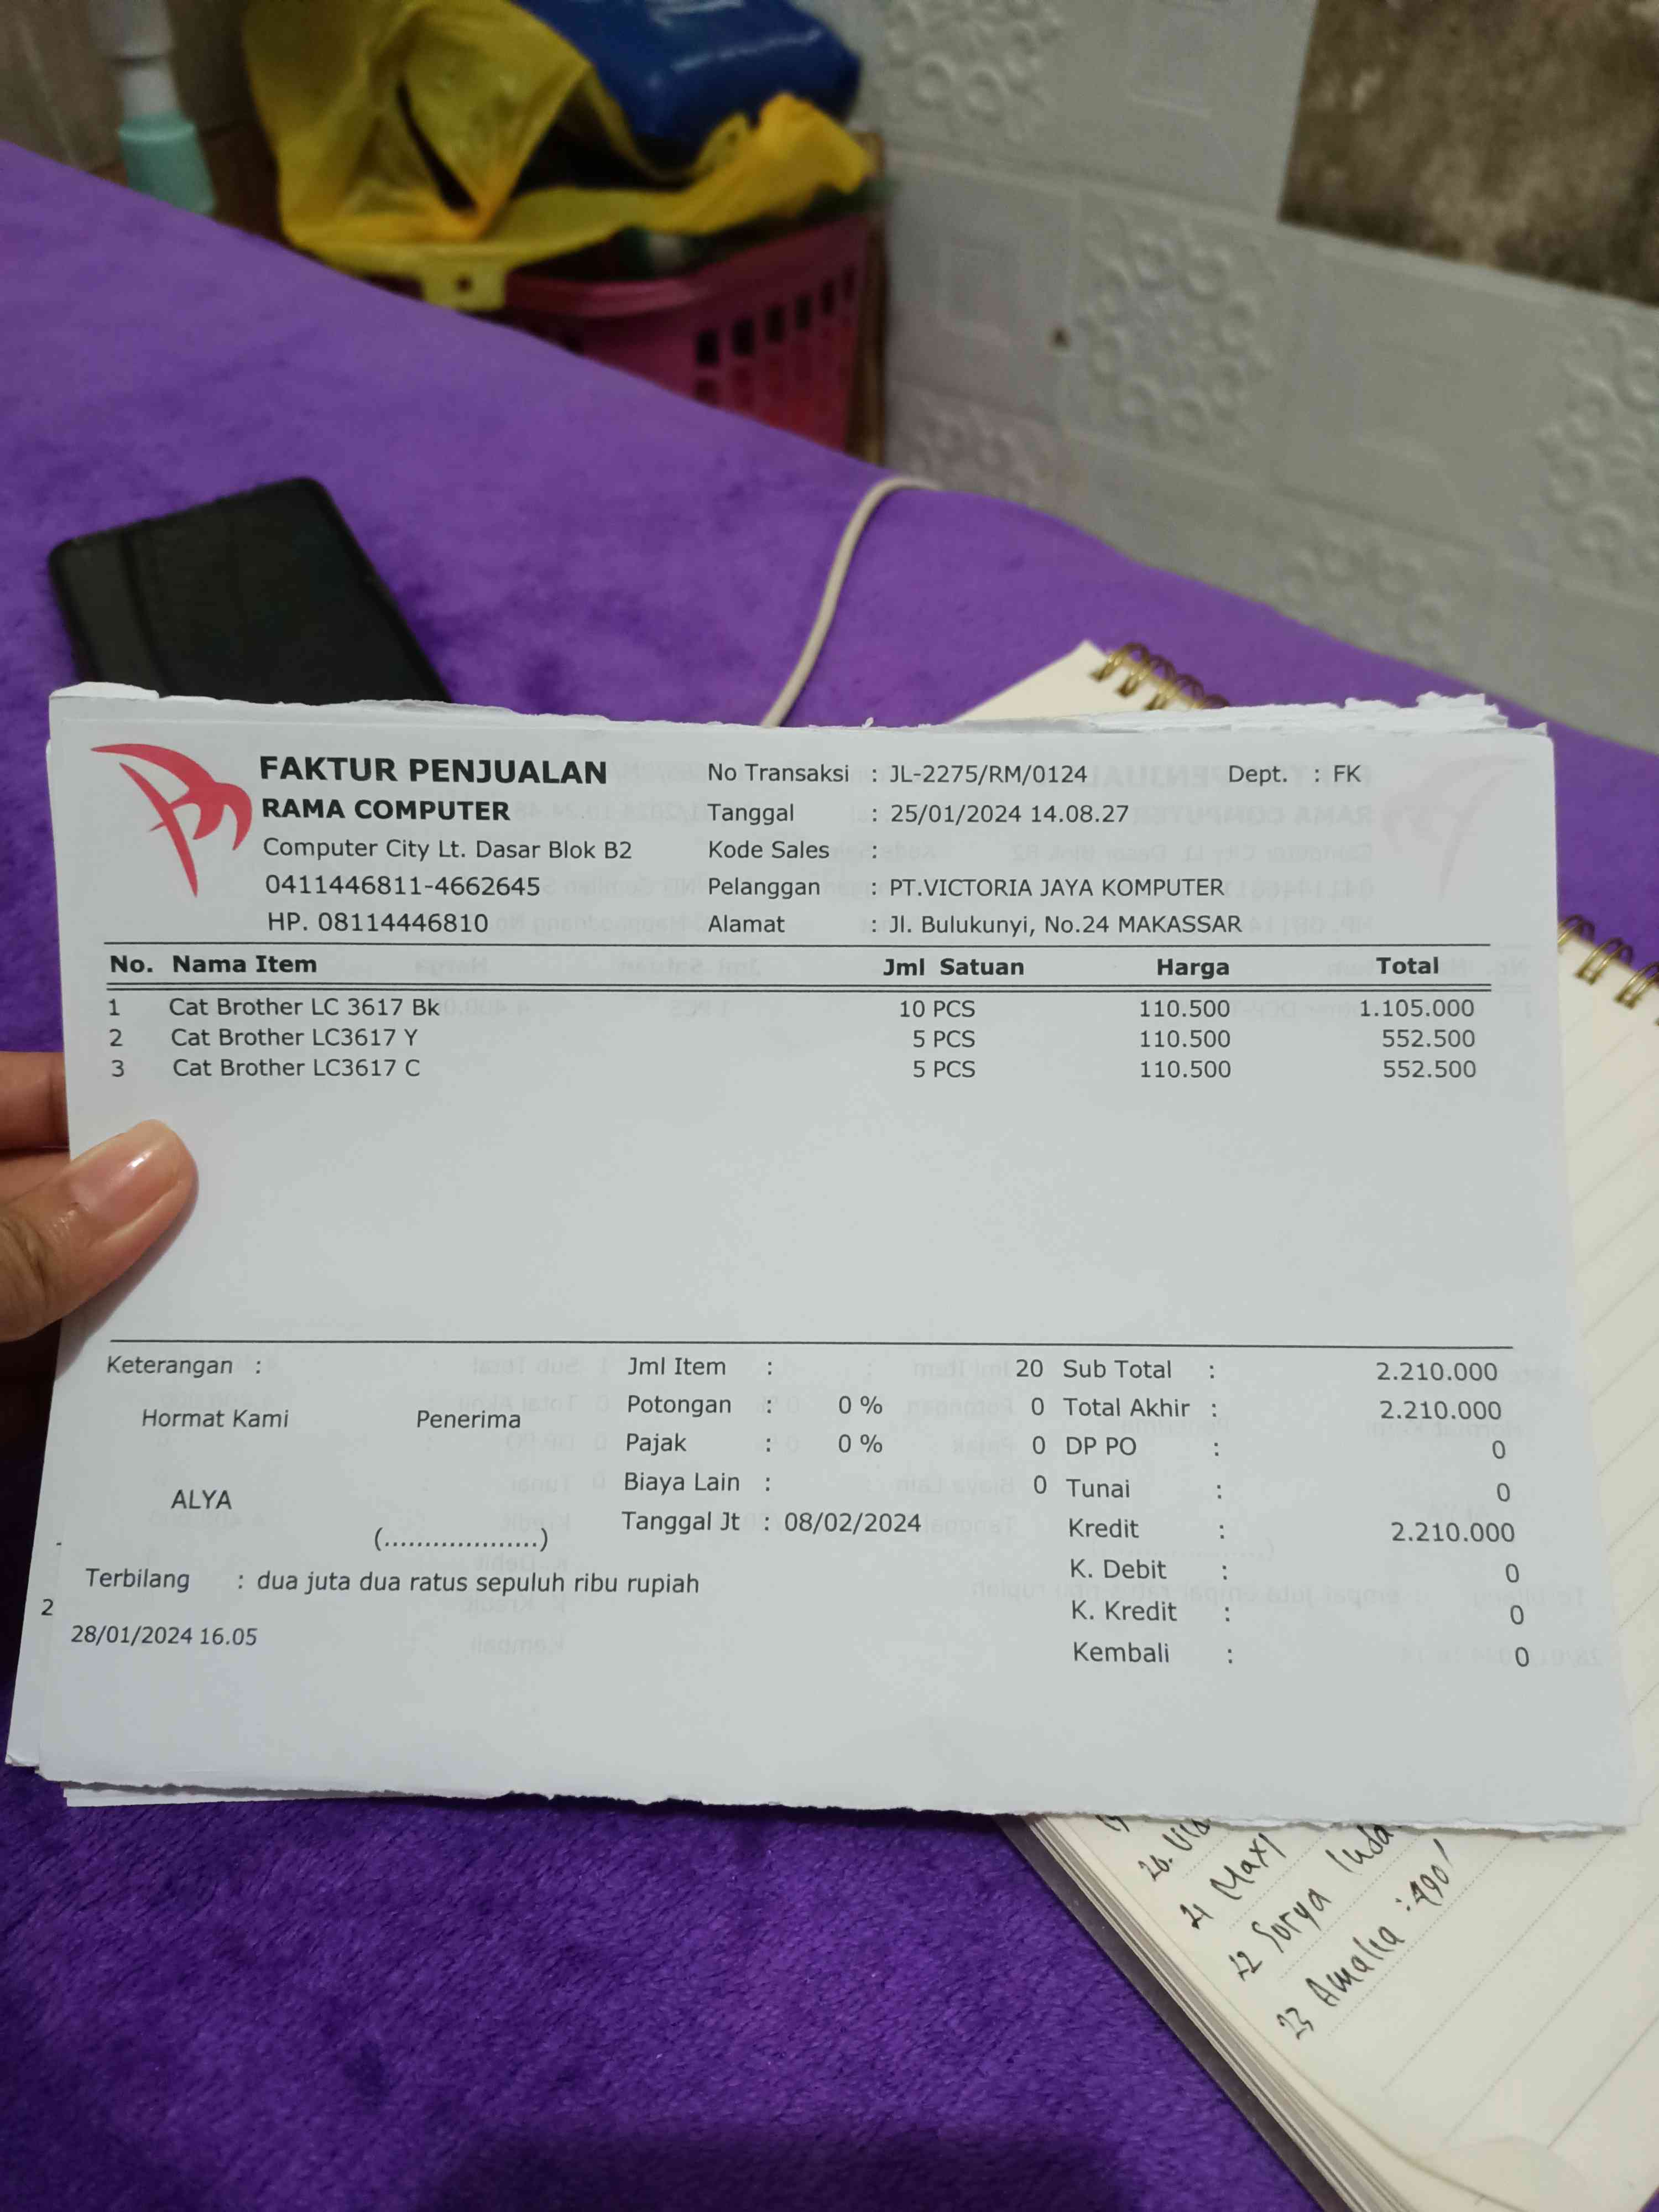 FAKTUR PENJUALAN No Transaksi : JL-2275/RM/0124 Dept. : FK
RAMA COMPUTER Tanggal : 25/01/2024 14.08.27
Computer City Lt. Dasar Blok B2 Kode Sales :
0411446811-4662645 Pelanggan : PT.VICTORIA JAYA KOMPUTER
HP. 08114446810 Alamat : Jl. Bulukunyi, No.24 MAKASSAR
No. Nama Item Jml Satuan Harga Total
1 Cat Brother LC 3617 Bk 10 PCS 110.500 1.105.000
2 Cat Brother LC3617 Y 5 PCS 110.500 552.500
3 Cat Brother LC3617 C 5 PCS 110.500 552.500
Keterangan : Jml Item : 20 Sub Total : 2.210.000
Hormat Kami Penerima Potongan : 0 % 0 Total Akhir : 2.210.000
Pajak : 0 % 0 DP PO : 0
ALYA Biaya Lain : 0 Tunai : 0
(...................) Tanggal Jt : 08/02/2024 Kredit : 2.210.000
Terbilang : dua juta dua ratus sepuluh ribu rupiah K. Debit : 0
2
28/01/2024 16.05 K. Kredit : 0
Kembali : 0
21 Maxi
22 Surya
23 Amalia : 490